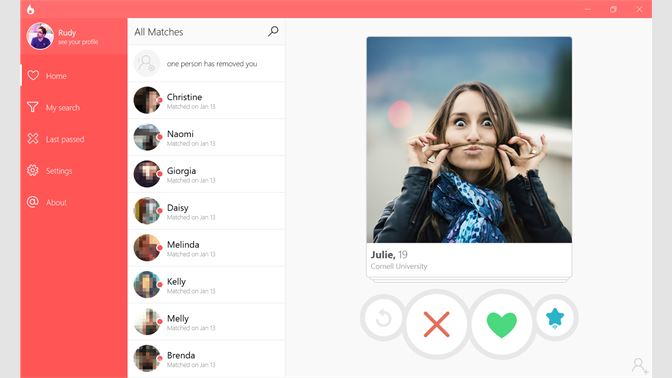 Rudy
see your profile
Home
My search
Last passed
Settings
About
All Matches
one person has removed you
Christine
Matched on Jan 13
Naomi
Matched on Jan 13
Giorgia
Matched on Jan 13
Daisy
Matched on Jan 13
Melinda
Matched on Jan 13
Kelly
Matched on Jan 13
Melly
Matched on Jan 13
Brenda
Matched on Jan 13
Julie, 19
Cornell University